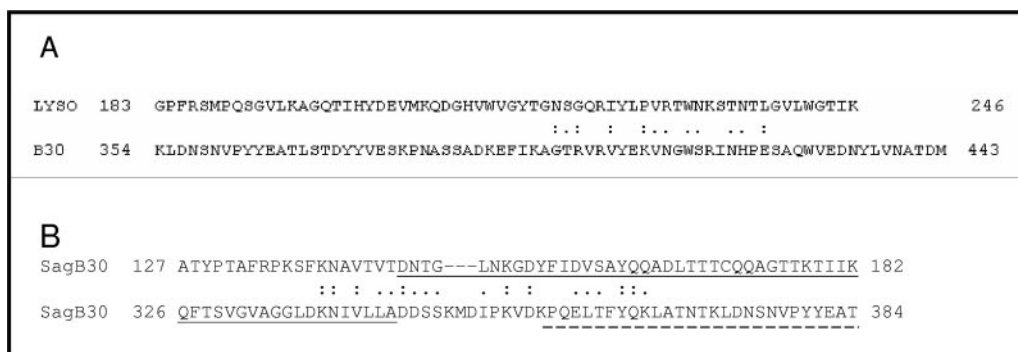 A
LYSO 183 GPFRSMPQSGVLKAGQTIHYDEVMKQDGHVWVGYTGNSGQRIYLPVRTWNKSTNTLGVLWGTIK 246
:.: : :.. .. .. :
B30 354 KLDNSNVPYYEATLSTDYYVESKPNASSADKEFIKAGTRVRVYEKVNGWSRINHPESAQWVEDNYLVNATDM 443
B
SagB30 127 ATYPTAFRPKSFKNAVTVTDNTG---LNKGDYFIDVSAYQQADLTTTCQQAGTTKTIIK 182
:: : ..:... . : : ... ::.
SagB30 326 QFTSVGVAGGLDKNIVLLADDSSKMDIPKVDKPQELTFYQKLATNTKLDNSNVPYYEAT 384